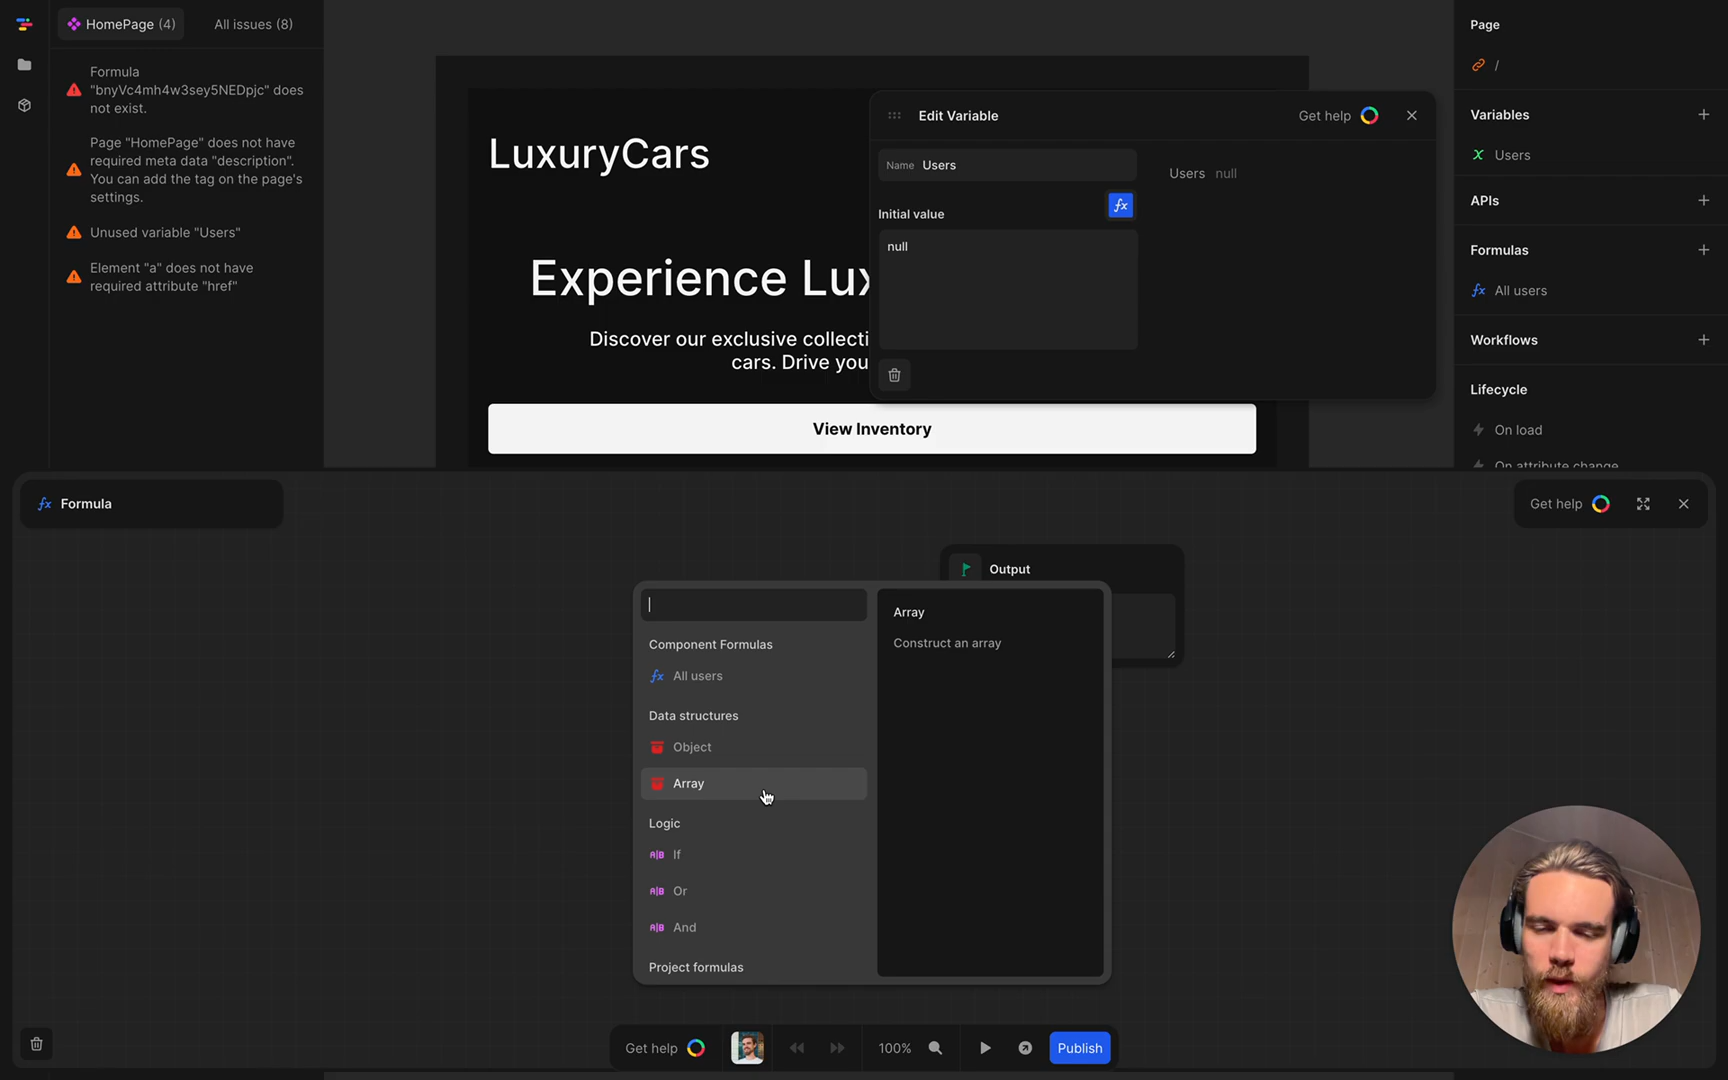 HomePage (4)
All issues (8)
Formula
"bnyVc4mh4w3sey5NEDpjc" does
not exist.
Page "HomePage" does not have
required meta data "description".
You can add the tag on the page's
settings.
Unused variable "Users"
Element "a" does not have
required attribute "href"
LuxuryCars
Experience Lux
Discover our exclusive collecti
cars. Drive you
View Inventory
Edit Variable
Get help
Name Users
Users null
Initial value
null
Page
/
Variables
Users
APIs
Formulas
All users
Workflows
Lifecycle
On load
On attribute change
Formula
Get help
Output
Component Formulas
All users
Data structures
Object
Array
Logic
A|B If
A|B Or
A|B And
Project formulas
Array
Construct an array
Get help
100%
Publish